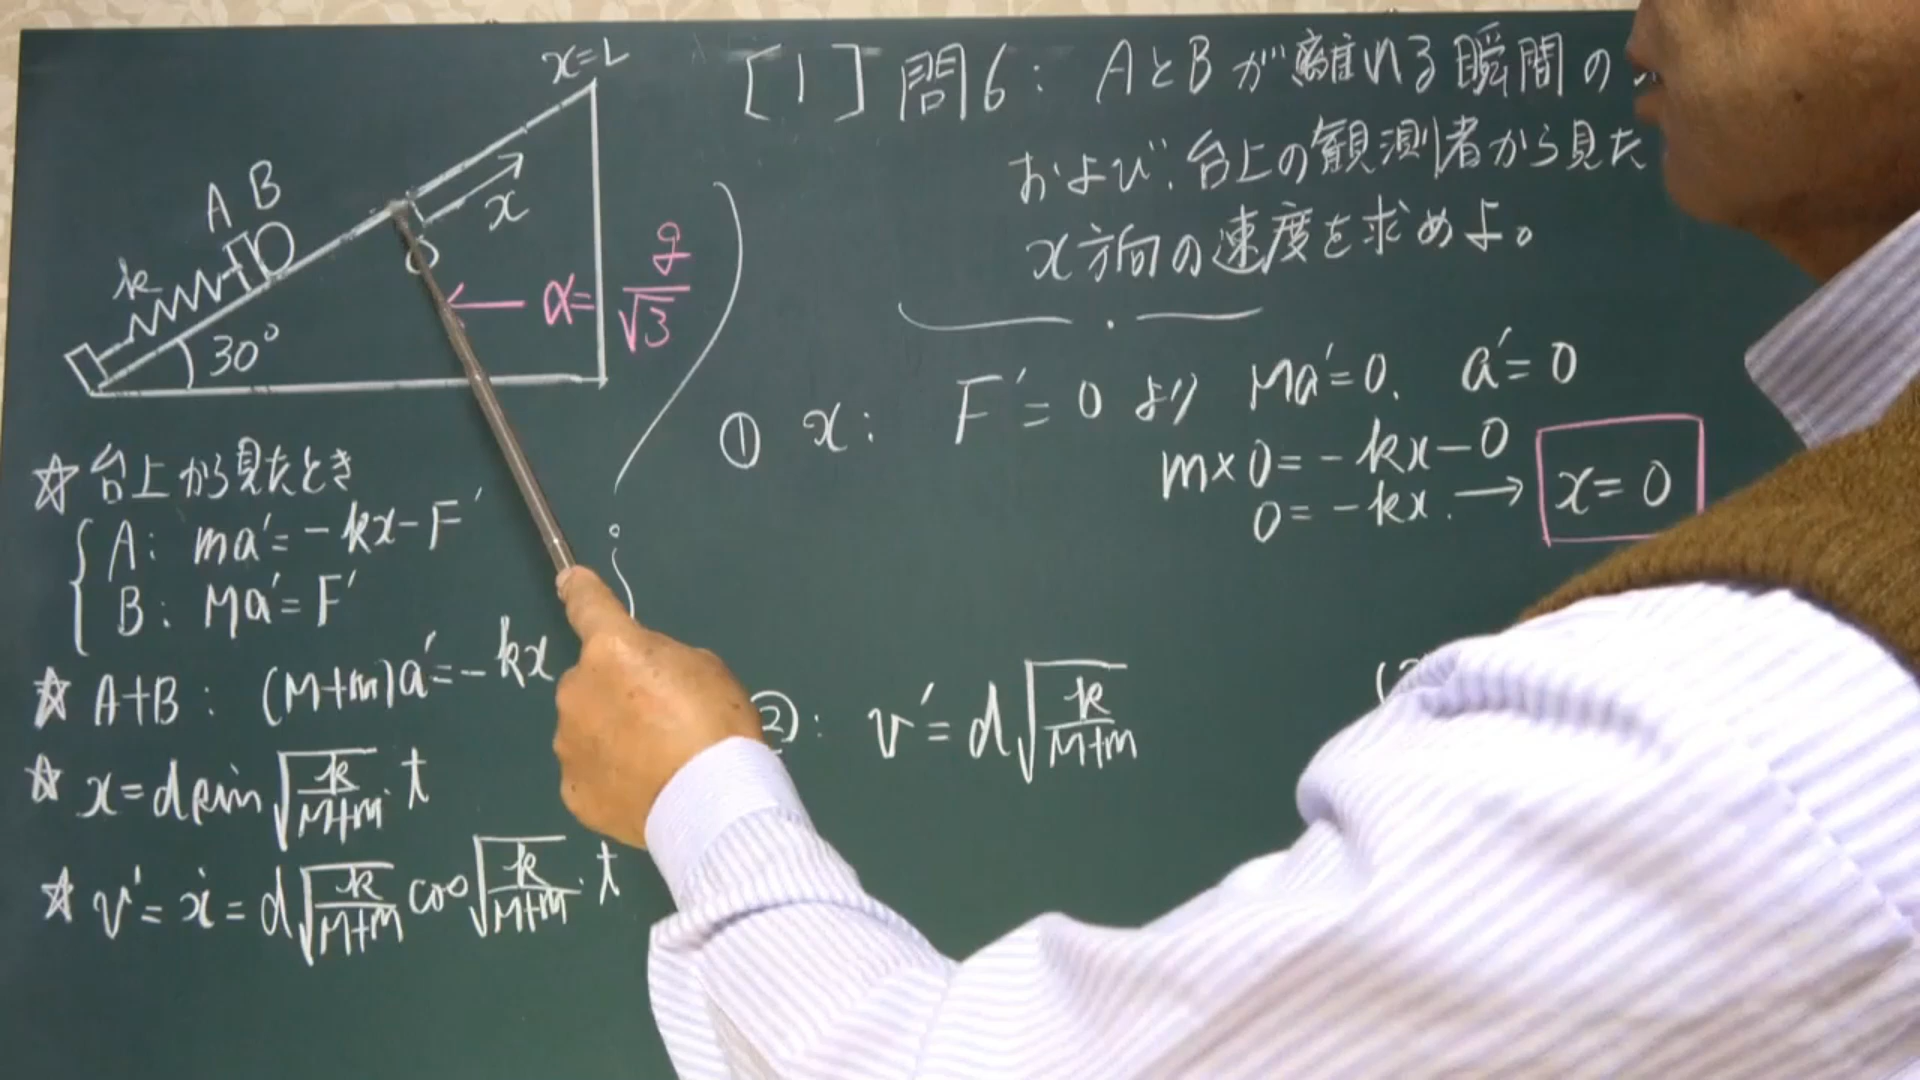 x=L
[1] 問6: AとBが離れる瞬間の
および、台上の観測者から見た
x方向の速度を求めよ。
A B
k
x
O
30°
α= g/√3
① x: F'=0 より Ma'=0. a'=0
m×0=-kx-0
0=-kx. → x=0
☆台上から見たとき
A: ma'=-kx-F'
B: Ma'=F'
☆ A+B: (M+m)a'=-kx
☆ x=dsin√(k/(M+m))・t
☆ v'=ẋ=d√(k/(M+m)) cos√(k/(M+m))・t
②: v'=d√(k/(M+m))